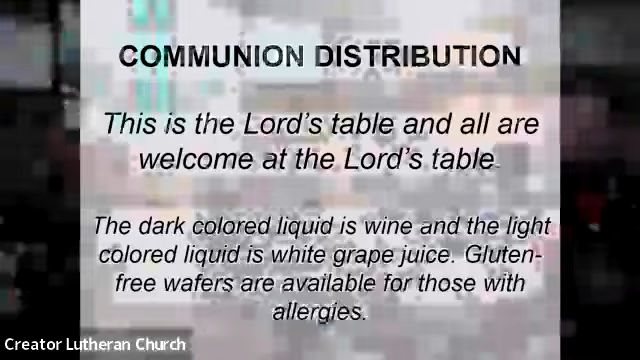 COMMUNION DISTRIBUTION
This is the Lord's table and all are
welcome at the Lord's table
The dark colored liquid is wine and the light
colored liquid is white grape juice. Gluten-
free wafers are available for those with
allergies.
Creator Lutheran Church